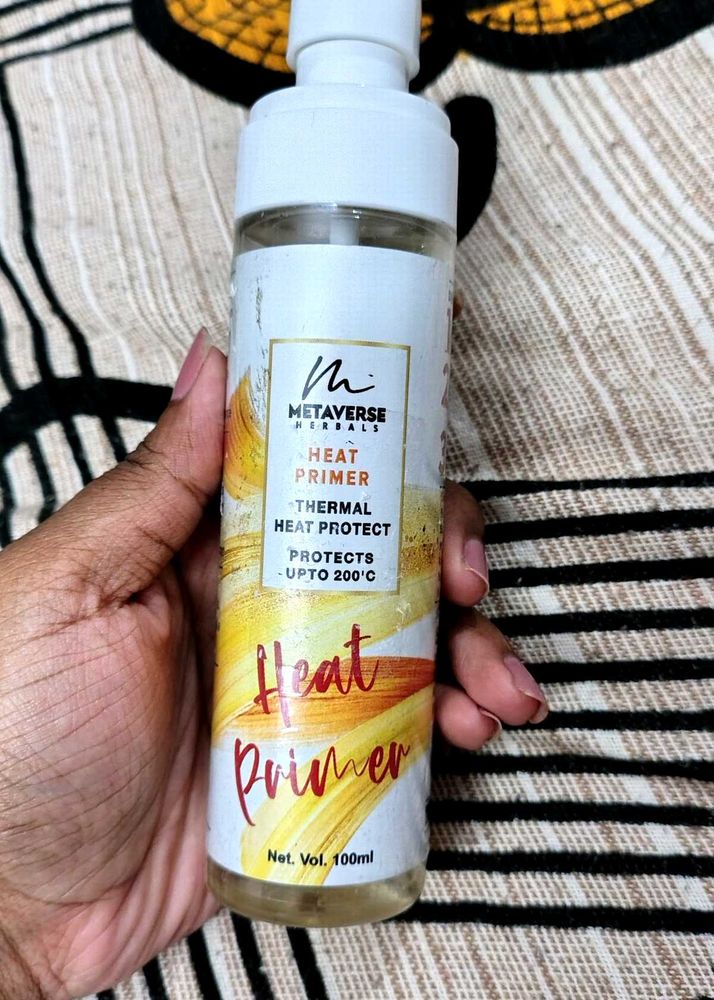 METAVERSE
HERBALS
HEAT
PRIMER
THERMAL
HEAT PROTECT
PROTECTS
UPTO 200'C
Heat
Primer
Net. Vol. 100ml